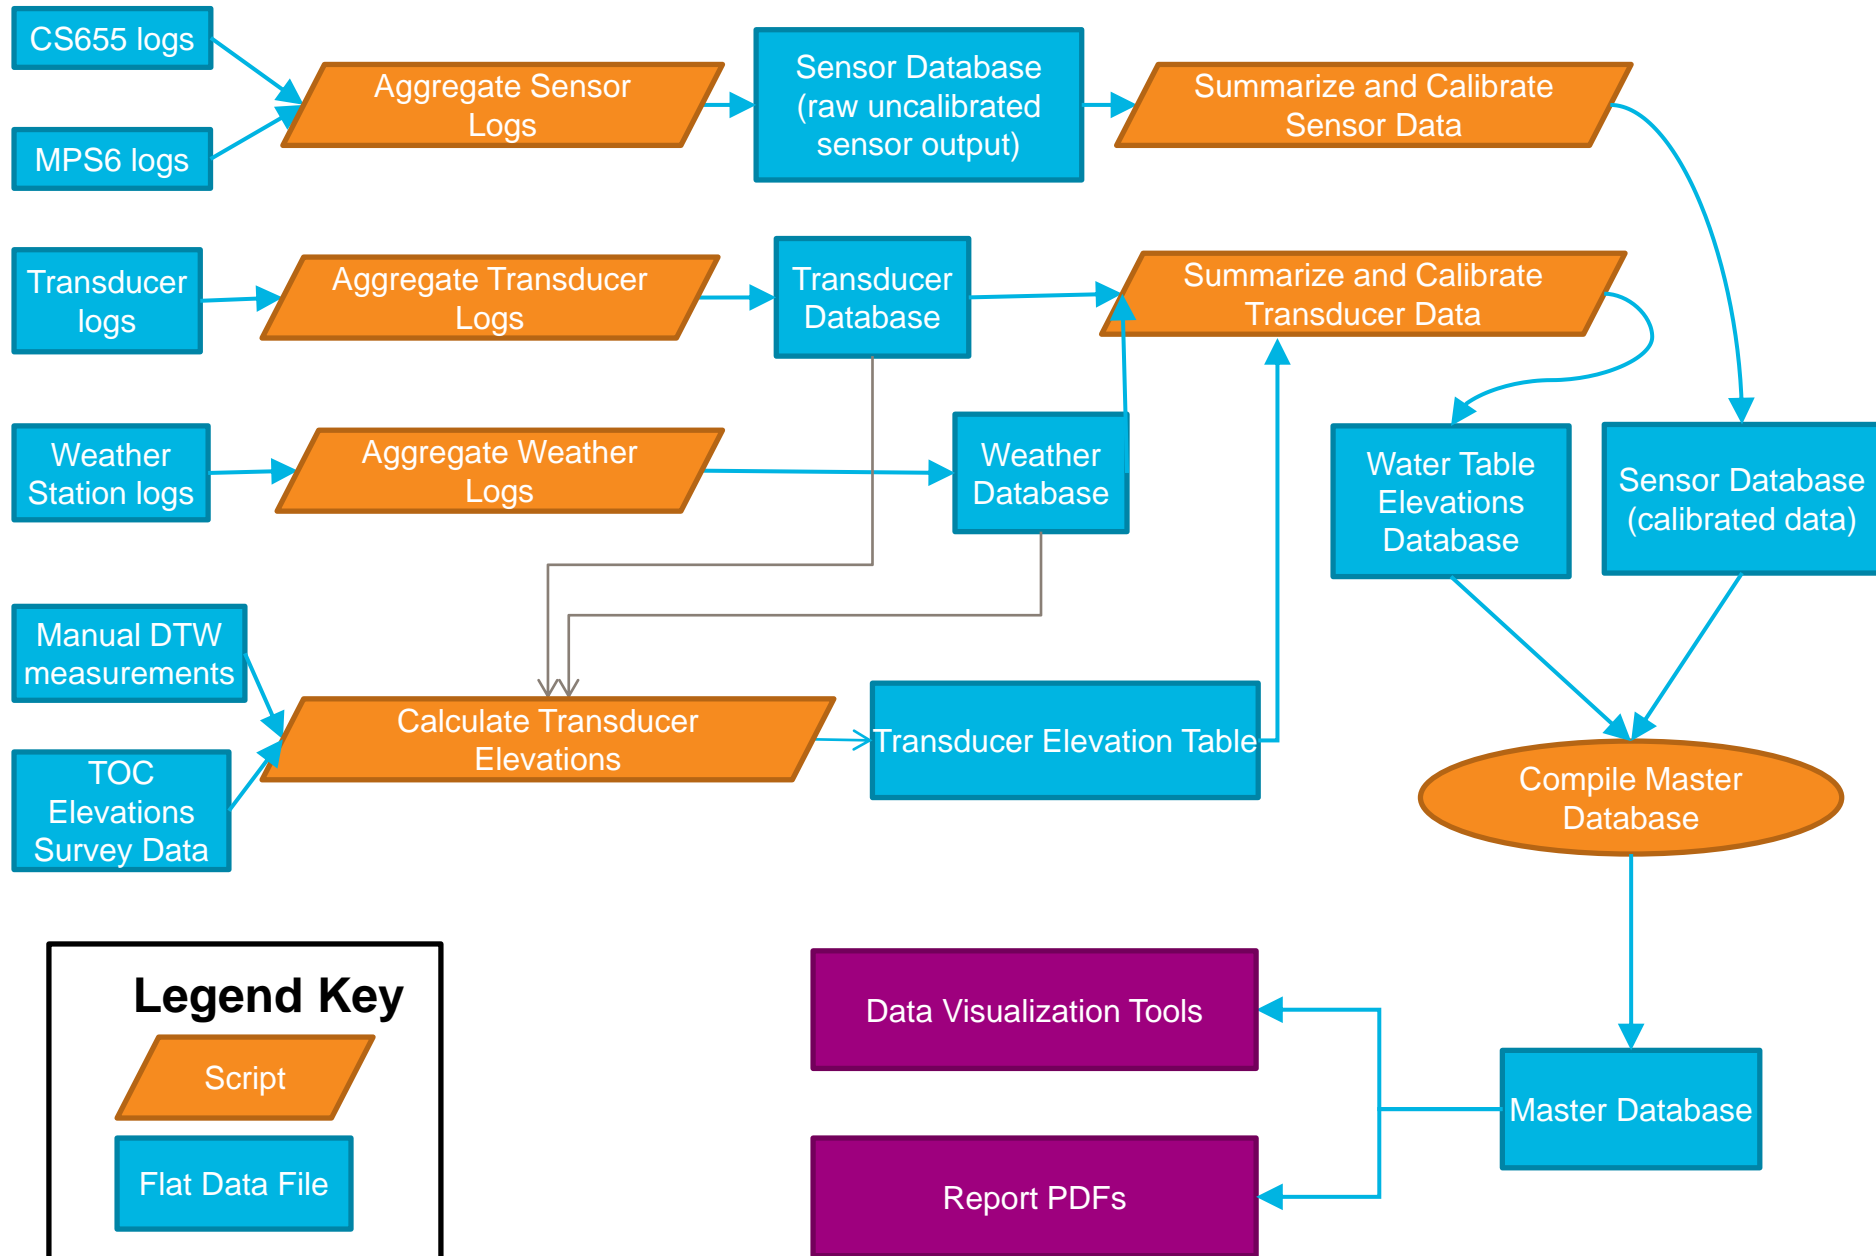 CS655 logs
MPS6 logs
Aggregate Sensor
Logs
Sensor Database
(raw uncalibrated
sensor output)
Summarize and Calibrate
Sensor Data
Transducer
logs
Aggregate Transducer
Logs
Transducer
Database
Summarize and Calibrate
Transducer Data
Weather
Station logs
Aggregate Weather
Logs
Weather
Database
Water Table
Elevations
Database
Sensor Database
(calibrated data)
Manual DTW
measurements
TOC
Elevations
Survey Data
Calculate Transducer
Elevations
Transducer Elevation Table
Compile Master
Database
Legend Key
Script
Flat Data File
Data Visualization Tools
Report PDFs
Master Database